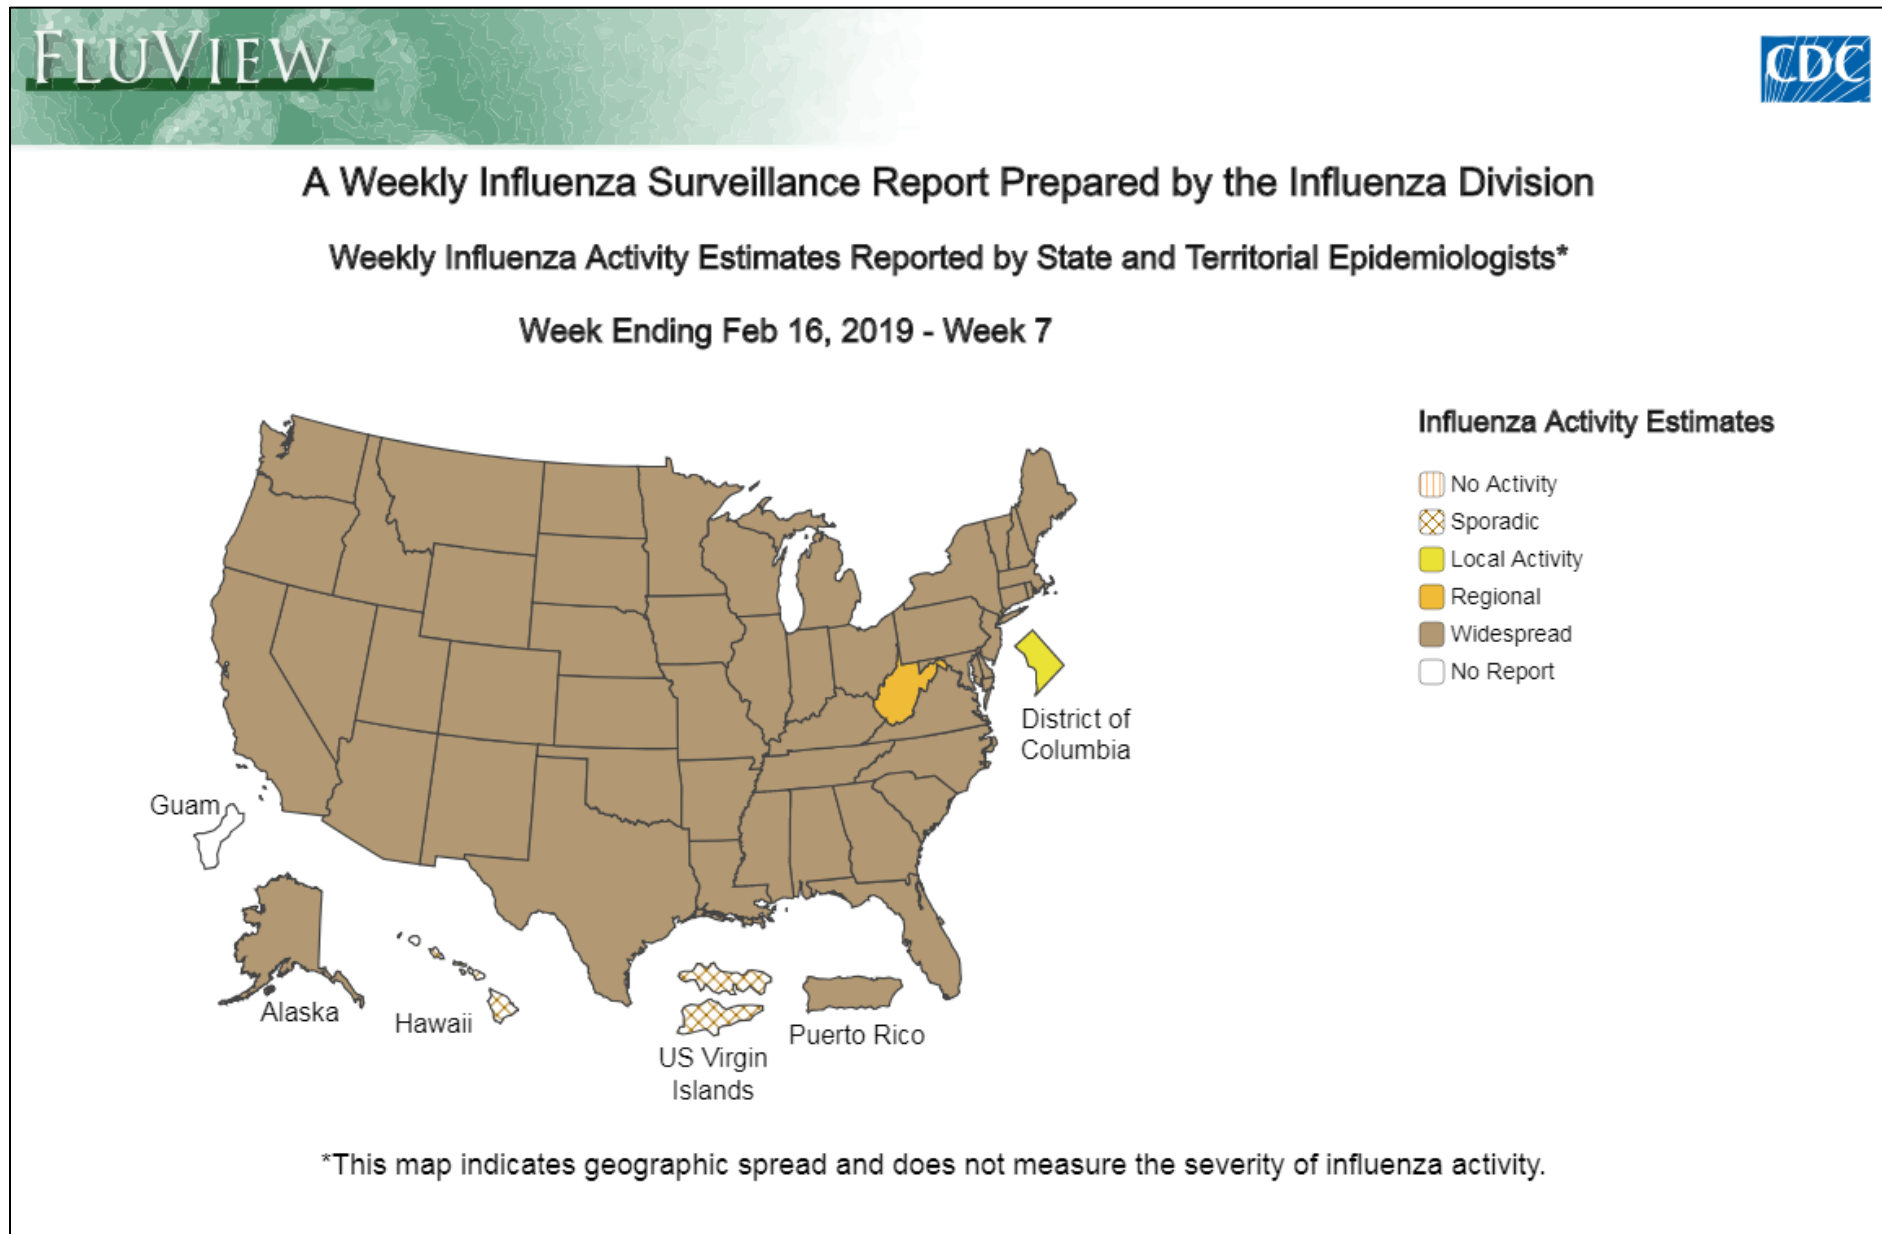 FLUVIEW
CDC
A Weekly Influenza Surveillance Report Prepared by the Influenza Division
Weekly Influenza Activity Estimates Reported by State and Territorial Epidemiologists*
Week Ending Feb 16, 2019 - Week 7
Influenza Activity Estimates
No Activity
Sporadic
Local Activity
Regional
Widespread
No Report
District of
Columbia
Guam
Alaska
Hawaii
US Virgin
Islands
Puerto Rico
*This map indicates geographic spread and does not measure the severity of influenza activity.